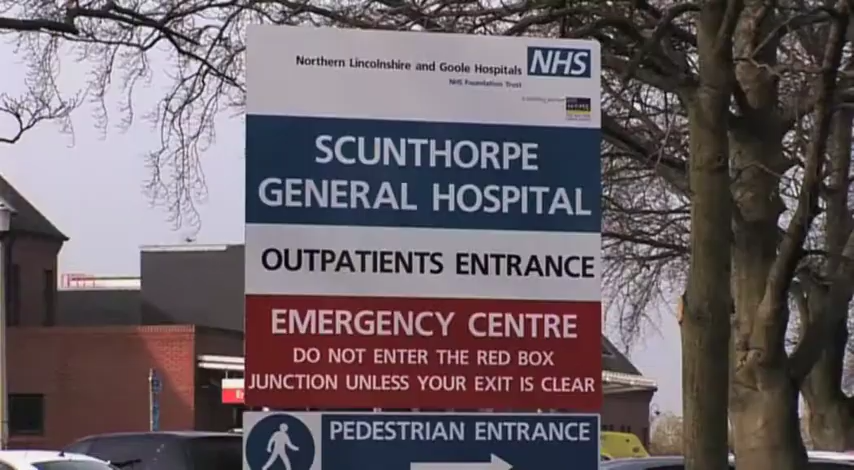 Northern Lincolnshire and Goole Hospitals NHS
NHS Foundation Trust
SCUNTHORPE
GENERAL HOSPITAL
OUTPATIENTS ENTRANCE
EMERGENCY CENTRE
DO NOT ENTER THE RED BOX
JUNCTION UNLESS YOUR EXIT IS CLEAR
PEDESTRIAN ENTRANCE